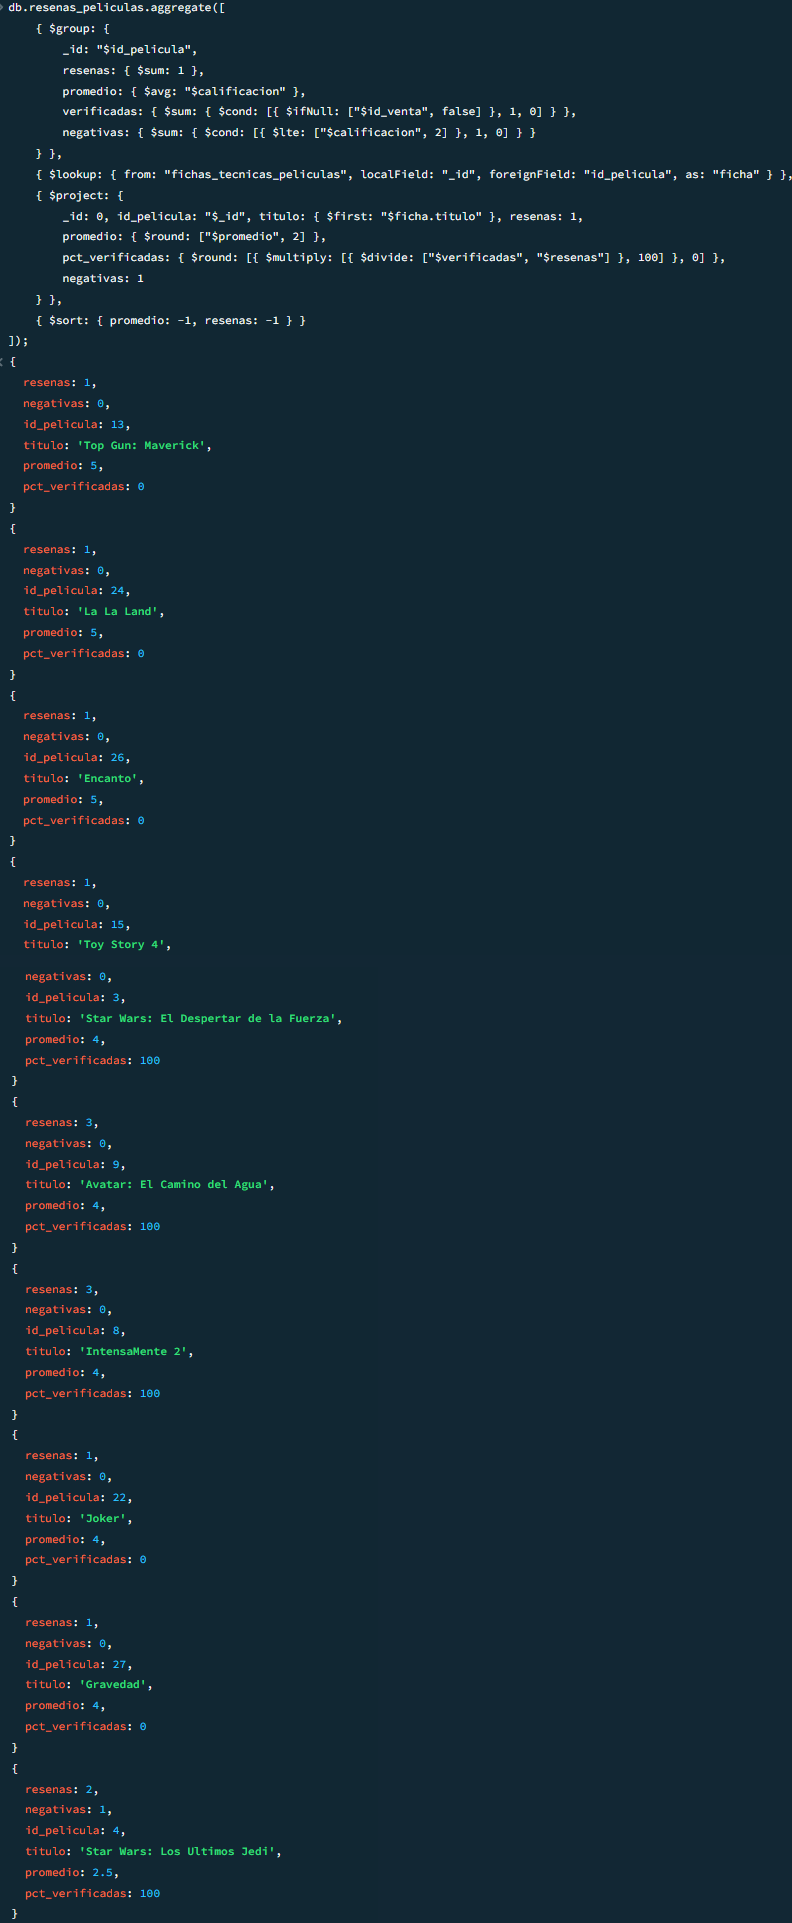 db.resenas_peliculas.aggregate([
    { $group: {
        _id: "$id_pelicula",
        resenas: { $sum: 1 },
        promedio: { $avg: "$calificacion" },
        verificadas: { $sum: { $cond: [{ $ifNull: ["$id_venta", false] }, 1, 0] } },
        negativas: { $sum: { $cond: [{ $lte: ["$calificacion", 2] }, 1, 0] } }
    } },
    { $lookup: { from: "fichas_tecnicas_peliculas", localField: "_id", foreignField: "id_pelicula", as: "ficha" } },
    { $project: {
        _id: 0, id_pelicula: "$_id", titulo: { $first: "$ficha.titulo" }, resenas: 1,
        promedio: { $round: ["$promedio", 2] },
        pct_verificadas: { $round: [{ $multiply: [{ $divide: ["$verificadas", "$resenas"] }, 100] }, 0] },
        negativas: 1
    } },
    { $sort: { promedio: -1, resenas: -1 } }
]);
{
  resenas: 1,
  negativas: 0,
  id_pelicula: 13,
  titulo: 'Top Gun: Maverick',
  promedio: 5,
  pct_verificadas: 0
}
{
  resenas: 1,
  negativas: 0,
  id_pelicula: 24,
  titulo: 'La La Land',
  promedio: 5,
  pct_verificadas: 0
}
{
  resenas: 1,
  negativas: 0,
  id_pelicula: 26,
  titulo: 'Encanto',
  promedio: 5,
  pct_verificadas: 0
}
{
  resenas: 1,
  negativas: 0,
  id_pelicula: 15,
  titulo: 'Toy Story 4',
  negativas: 0,
  id_pelicula: 3,
  titulo: 'Star Wars: El Despertar de la Fuerza',
  promedio: 4,
  pct_verificadas: 100
}
{
  resenas: 3,
  negativas: 0,
  id_pelicula: 9,
  titulo: 'Avatar: El Camino del Agua',
  promedio: 4,
  pct_verificadas: 100
}
{
  resenas: 3,
  negativas: 0,
  id_pelicula: 8,
  titulo: 'IntensaMente 2',
  promedio: 4,
  pct_verificadas: 100
}
{
  resenas: 1,
  negativas: 0,
  id_pelicula: 22,
  titulo: 'Joker',
  promedio: 4,
  pct_verificadas: 0
}
{
  resenas: 1,
  negativas: 0,
  id_pelicula: 27,
  titulo: 'Gravedad',
  promedio: 4,
  pct_verificadas: 0
}
{
  resenas: 2,
  negativas: 1,
  id_pelicula: 4,
  titulo: 'Star Wars: Los Ultimos Jedi',
  promedio: 2.5,
  pct_verificadas: 100
}